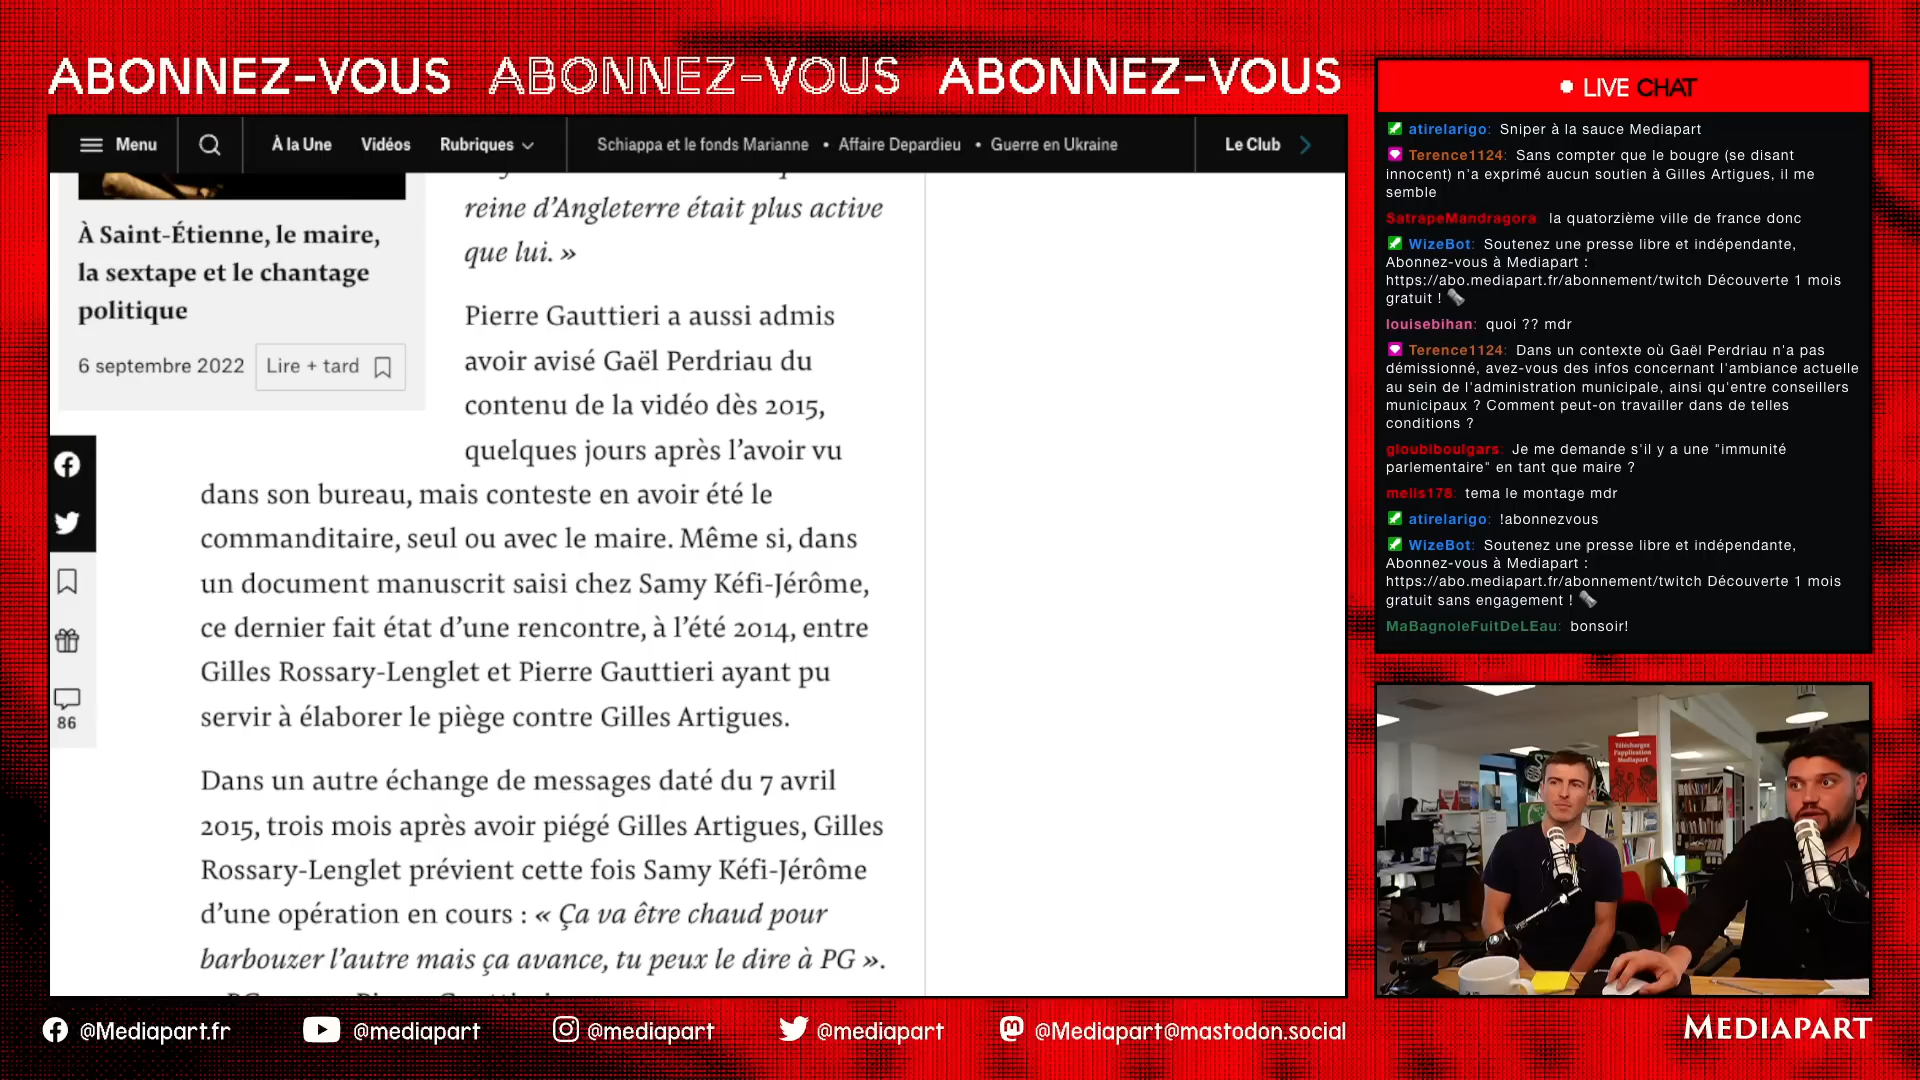 ABONNEZ-VOUS ABONNEZ-VOUS ABONNEZ-VOUS
Menu À la Une Vidéos Rubriques Schiappa et le fonds Marianne • Affaire Depardieu • Guerre en Ukraine Le Club
À Saint-Étienne, le maire,
la sextape et le chantage
politique
6 septembre 2022 Lire + tard
reine d’Angleterre était plus active
que lui. »
Pierre Gauttieri a aussi admis
avoir avisé Gaël Perdriau du
contenu de la vidéo dès 2015,
quelques jours après l’avoir vu
dans son bureau, mais conteste en avoir été le
commanditaire, seul ou avec le maire. Même si, dans
un document manuscrit saisi chez Samy Kéfi-Jérôme,
ce dernier fait état d’une rencontre, à l’été 2014, entre
Gilles Rossary-Lenglet et Pierre Gauttieri ayant pu
servir à élaborer le piège contre Gilles Artigues.
Dans un autre échange de messages daté du 7 avril
2015, trois mois après avoir piégé Gilles Artigues, Gilles
Rossary-Lenglet prévient cette fois Samy Kéfi-Jérôme
d’une opération en cours : « Ça va être chaud pour
barbouzer l’autre mais ça avance, tu peux le dire à PG ».
86
LIVE CHAT
atirelarigo: Sniper à la sauce Mediapart
Terence1124: Sans compter que le bougre (se disant
innocent) n'a exprimé aucun soutien à Gilles Artigues, il me
semble
SatrapeMandragora: la quatorzième ville de france donc
WizeBot: Soutenez une presse libre et indépendante,
Abonnez-vous à Mediapart :
https://abo.mediapart.fr/abonnement/twitch Découverte 1 mois
gratuit !
louisebihan: quoi ?? mdr
Terence1124: Dans un contexte où Gaël Perdriau n'a pas
démissionné, avez-vous des infos concernant l'ambiance actuelle
au sein de l'administration municipale, ainsi qu'entre conseillers
municipaux ? Comment peut-on travailler dans de telles
conditions ?
gloubiboulgars: Je me demande s'il y a une "immunité
parlementaire" en tant que maire ?
melis178: tema le montage mdr
atirelarigo: !abonnezvous
WizeBot: Soutenez une presse libre et indépendante,
Abonnez-vous à Mediapart :
https://abo.mediapart.fr/abonnement/twitch Découverte 1 mois
gratuit sans engagement !
MaBagnoleFuitDeLEau: bonsoir!
Téléchargez
l'application
Mediapart
@Mediapart.fr @mediapart @mediapart @mediapart @Mediapart@mastodon.social MEDIAPART